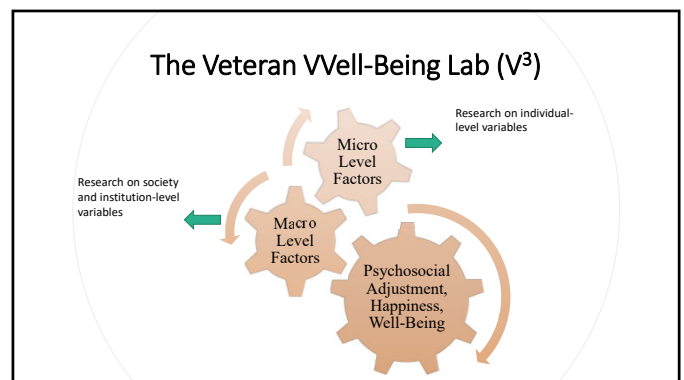 The Veteran VVell-Being Lab (V³)
Research on individual-
level variables
Micro
Level
Factors
Research on society
and institution-level
variables
Macro
Level
Factors
Psychosocial
Adjustment,
Happiness,
Well-Being